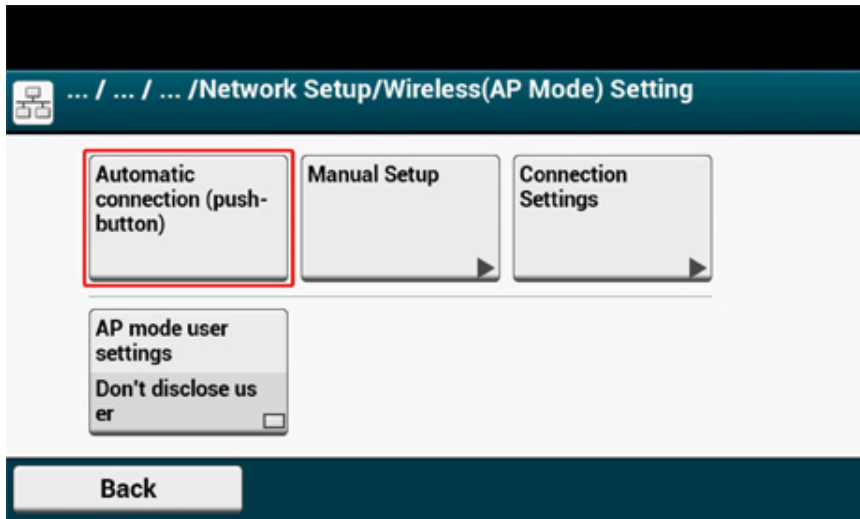 ... / ... / ... /Network Setup/Wireless(AP Mode) Setting
Automatic
connection (push-
button)
Manual Setup
Connection
Settings
AP mode user
settings
Don't disclose us
er
Back